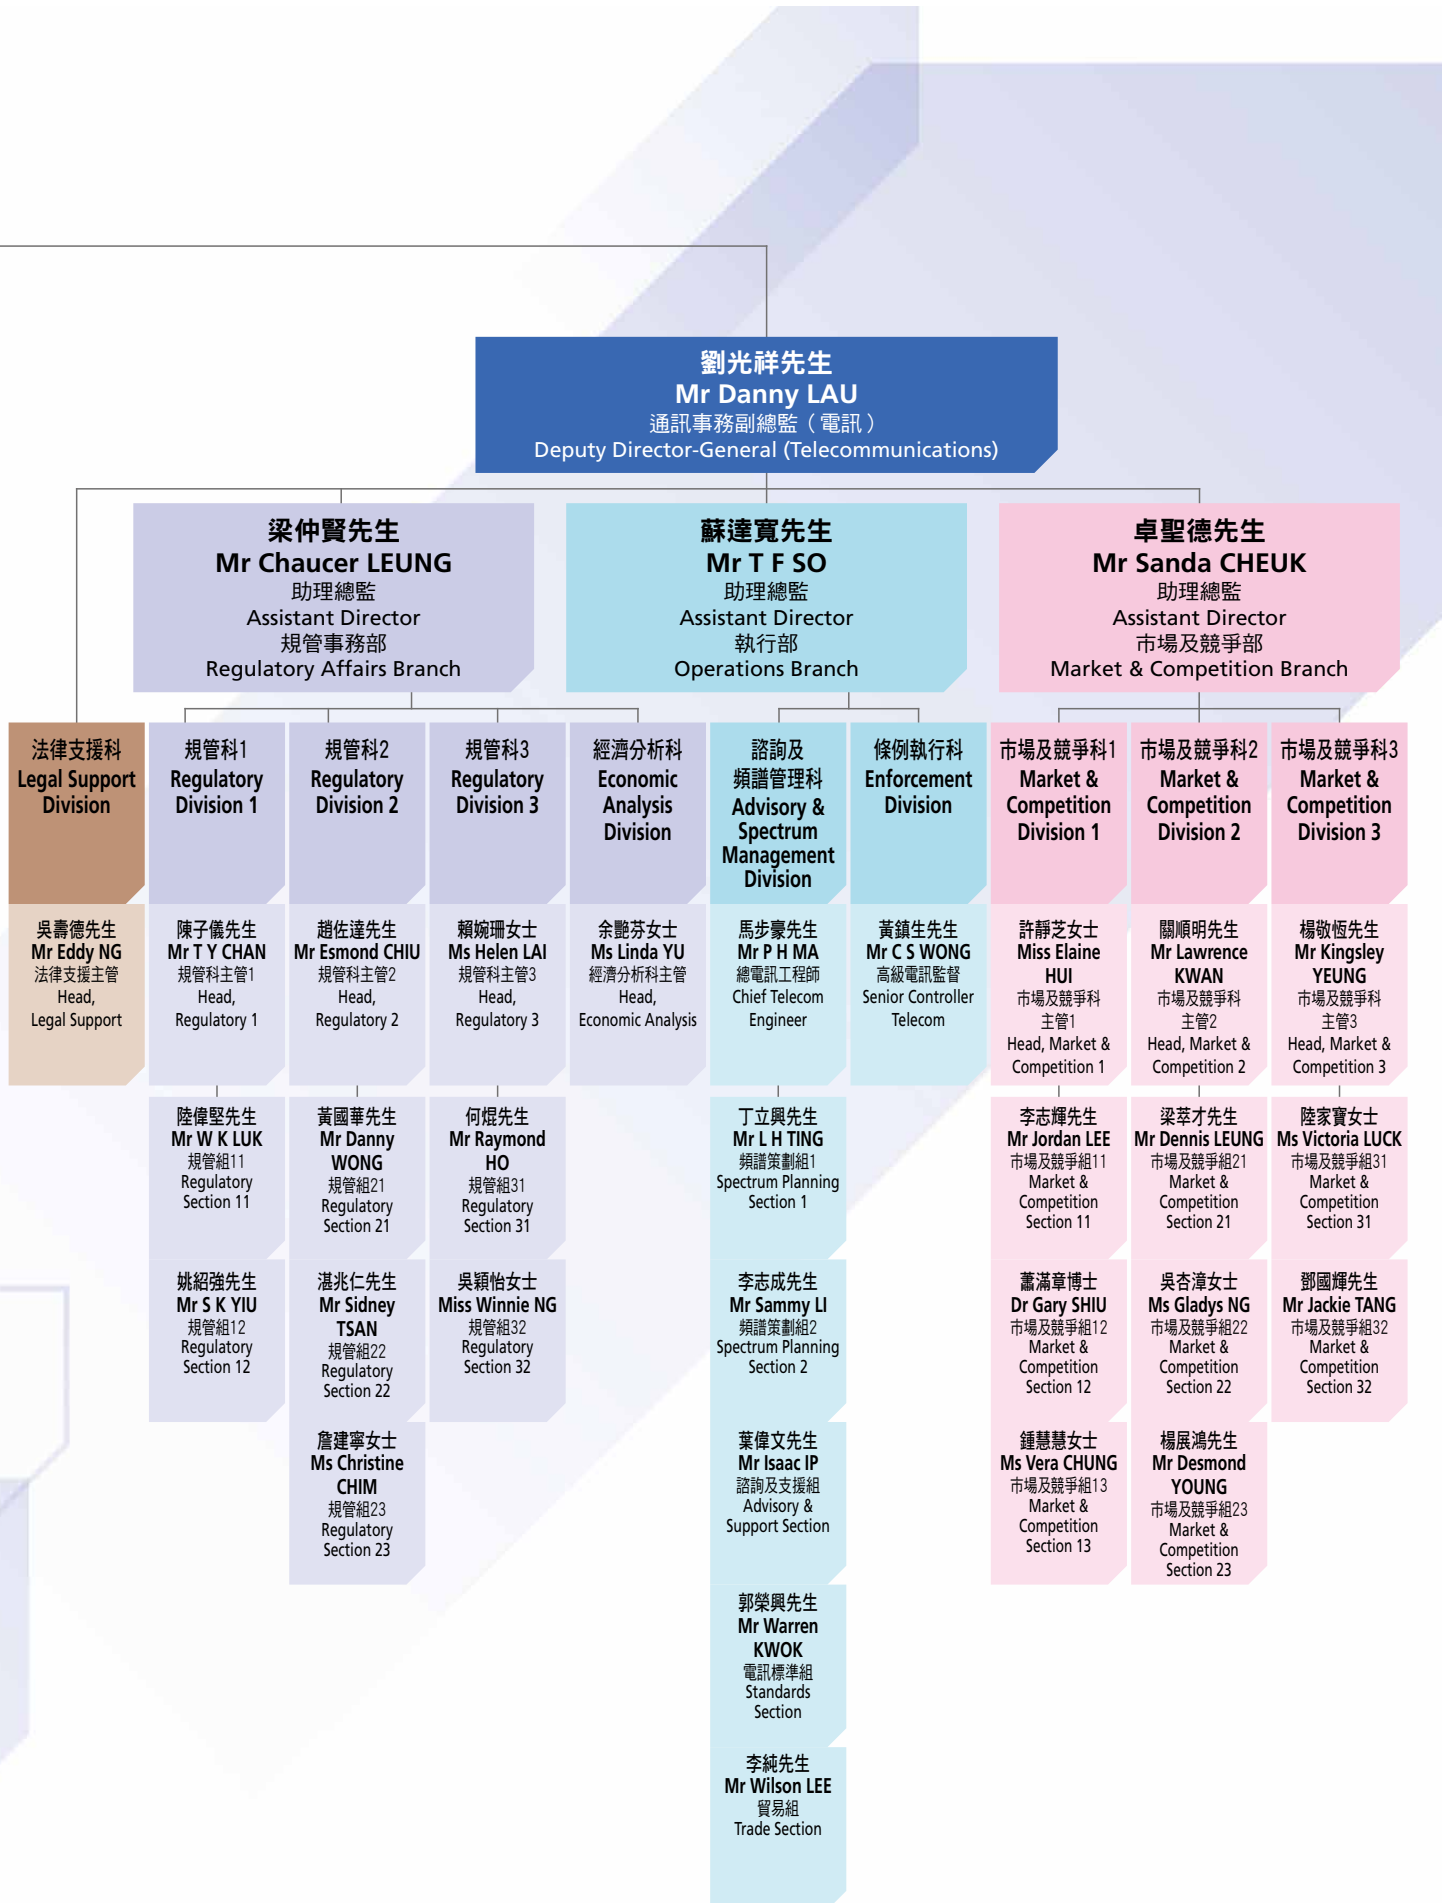 劉光祥先生
Mr Danny LAU
通訊事務副總監（電訊）
Deputy Director-General (Telecommunications)
梁仲賢先生
Mr Chaucer LEUNG
助理總監
Assistant Director
規管事務部
Regulatory Affairs Branch
蘇達寬先生
Mr T F SO
助理總監
Assistant Director
執行部
Operations Branch
卓聖德先生
Mr Sanda CHEUK
助理總監
Assistant Director
市場及競爭部
Market & Competition Branch
法律支援科
Legal Support
Division
吳壽德先生
Mr Eddy NG
法律支援主管
Head,
Legal Support
規管科1
Regulatory
Division 1
陳子儀先生
Mr T Y CHAN
規管科主管1
Head,
Regulatory 1
陸偉堅先生
Mr W K LUK
規管組11
Regulatory
Section 11
姚紹強先生
Mr S K YIU
規管組12
Regulatory
Section 12
規管科2
Regulatory
Division 2
趙佐達先生
Mr Esmond CHIU
規管科主管2
Head,
Regulatory 2
黃國華先生
Mr Danny
WONG
規管組21
Regulatory
Section 21
湛兆仁先生
Mr Sidney
TSAN
規管組22
Regulatory
Section 22
詹建寧女士
Ms Christine
CHIM
規管組23
Regulatory
Section 23
規管科3
Regulatory
Division 3
賴婉珊女士
Ms Helen LAI
規管科主管3
Head,
Regulatory 3
何焜先生
Mr Raymond
HO
規管組31
Regulatory
Section 31
吳穎怡女士
Miss Winnie NG
規管組32
Regulatory
Section 32
經濟分析科
Economic
Analysis
Division
余艷芬女士
Ms Linda YU
經濟分析科主管
Head,
Economic Analysis
諮詢及
頻譜管理科
Advisory &
Spectrum
Management
Division
馬步豪先生
Mr P H MA
總電訊工程師
Chief Telecom
Engineer
丁立興先生
Mr L H TING
頻譜策劃組1
Spectrum Planning
Section 1
李志成先生
Mr Sammy LI
頻譜策劃組2
Spectrum Planning
Section 2
葉偉文先生
Mr Isaac IP
諮詢及支援組
Advisory &
Support Section
郭榮興先生
Mr Warren
KWOK
電訊標準組
Standards
Section
李純先生
Mr Wilson LEE
貿易組
Trade Section
條例執行科
Enforcement
Division
黃鎮生先生
Mr C S WONG
高級電訊監督
Senior Controller
Telecom
市場及競爭科1
Market &
Competition
Division 1
許靜芝女士
Miss Elaine
HUI
市場及競爭科
主管1
Head, Market &
Competition 1
李志輝先生
Mr Jordan LEE
市場及競爭組11
Market &
Competition
Section 11
蕭滿章博士
Dr Gary SHIU
市場及競爭組12
Market &
Competition
Section 12
鍾慧慧女士
Ms Vera CHUNG
市場及競爭組13
Market &
Competition
Section 13
市場及競爭科2
Market &
Competition
Division 2
關順明先生
Mr Lawrence
KWAN
市場及競爭科
主管2
Head, Market &
Competition 2
梁萃才先生
Mr Dennis LEUNG
市場及競爭組21
Market &
Competition
Section 21
吳杏漳女士
Ms Gladys NG
市場及競爭組22
Market &
Competition
Section 22
楊展鴻先生
Mr Desmond
YOUNG
市場及競爭組23
Market &
Competition
Section 23
市場及競爭科3
Market &
Competition
Division 3
楊敬恆先生
Mr Kingsley
YEUNG
市場及競爭科
主管3
Head, Market &
Competition 3
陸家寶女士
Ms Victoria LUCK
市場及競爭組31
Market &
Competition
Section 31
鄧國輝先生
Mr Jackie TANG
市場及競爭組32
Market &
Competition
Section 32